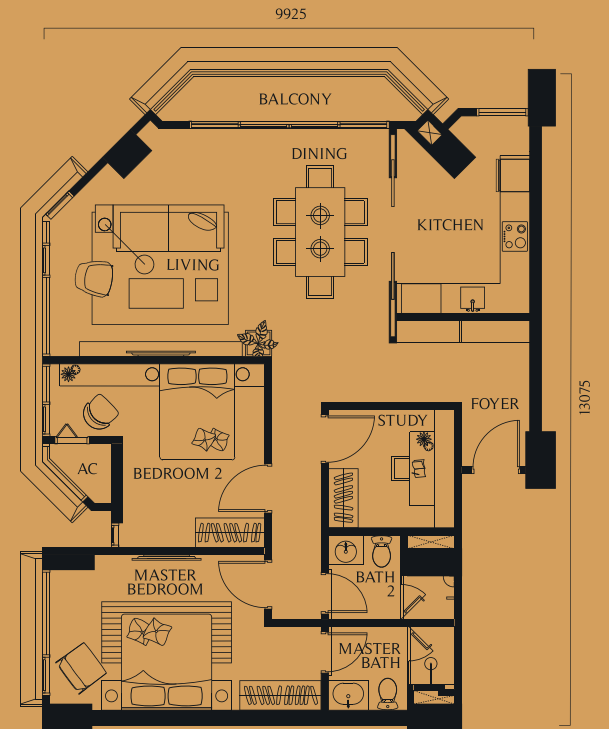 9925
BALCONY
DINING
KITCHEN
LIVING
13075
FOYER
STUDY
AC
BEDROOM 2
MASTER
BEDROOM
BATH
2
MASTER
BATH